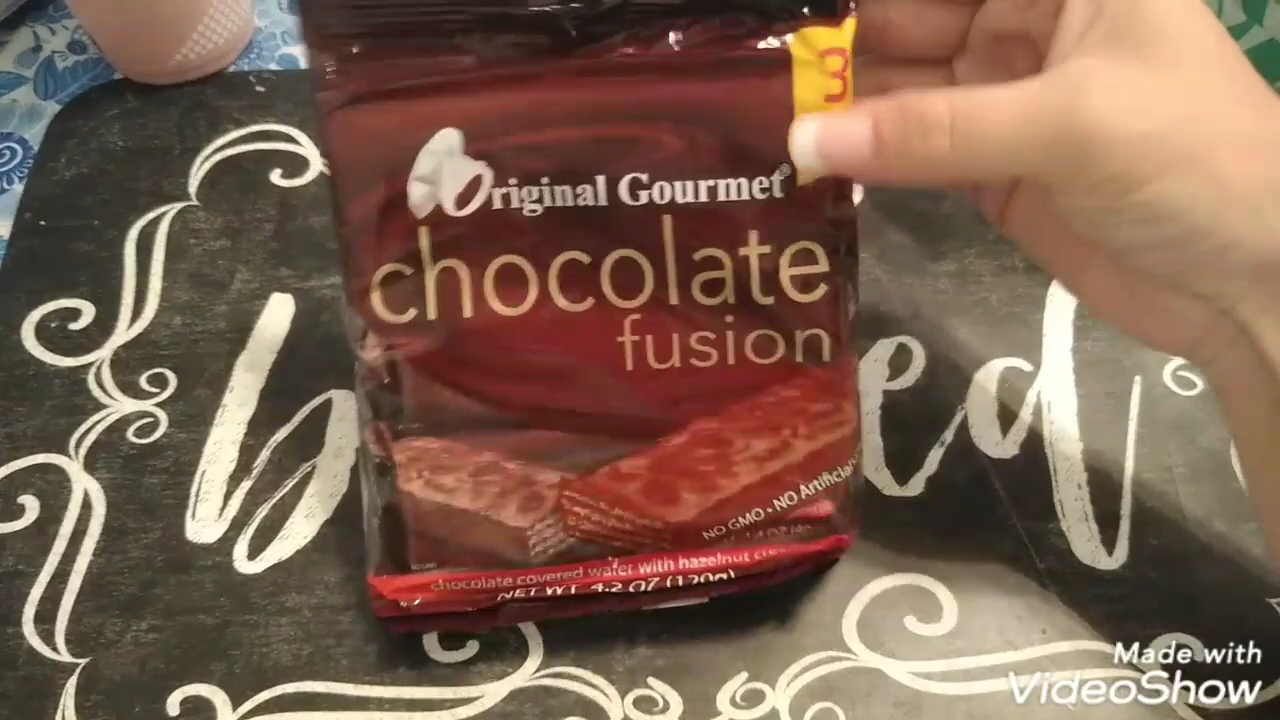 3
Original Gourmet®
chocolate
fusion
NO GMO • NO Artificial
chocolate covered wafer with hazelnut
NET WT. 4.2 OZ (120g)
Made with
VideoShow